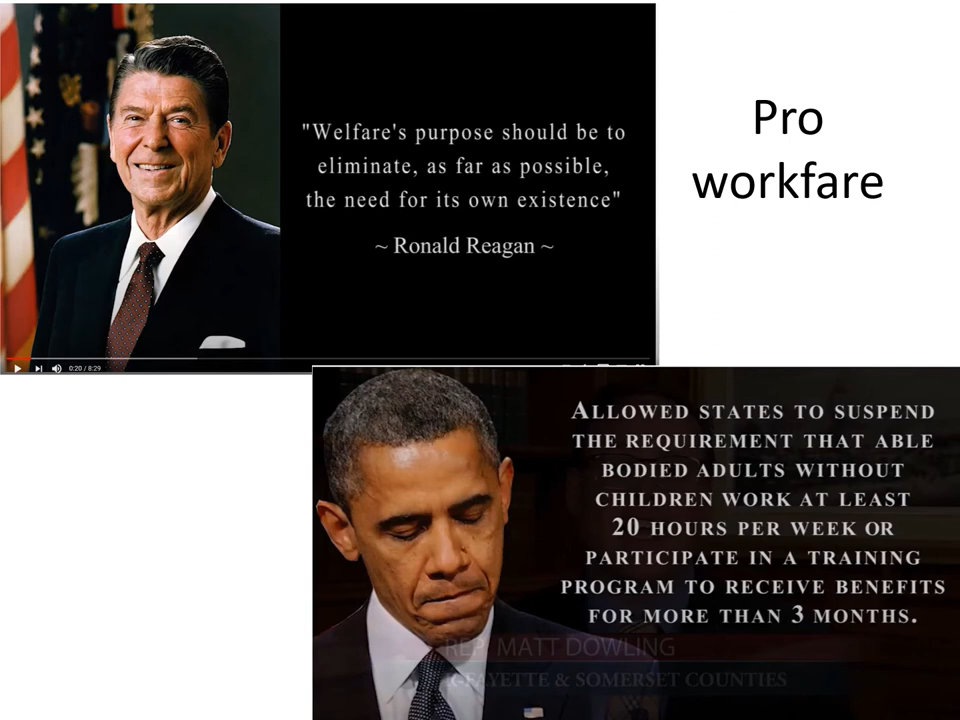 "Welfare's purpose should be to
eliminate, as far as possible,
the need for its own existence"
~ Ronald Reagan ~
0:20 / 8:29
Pro
workfare
ALLOWED STATES TO SUSPEND
THE REQUIREMENT THAT ABLE
BODIED ADULTS WITHOUT
CHILDREN WORK AT LEAST
20 HOURS PER WEEK OR
PARTICIPATE IN A TRAINING
PROGRAM TO RECEIVE BENEFITS
FOR MORE THAN 3 MONTHS.
REP. MATT DOWLING
& SOMERSET COUNTIES